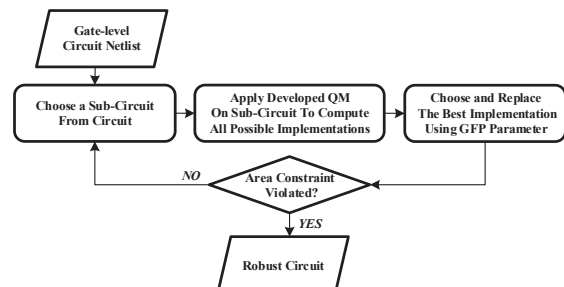 Gate-level
Circuit Netlist
Choose a Sub-Circuit
From Circuit
Apply Developed QM
On Sub-Circuit To Compute
All Possible Implementations
Choose and Replace
The Best Implementation
Using GFP Parameter
Area Constraint
Violated?
NO
YES
Robust Circuit